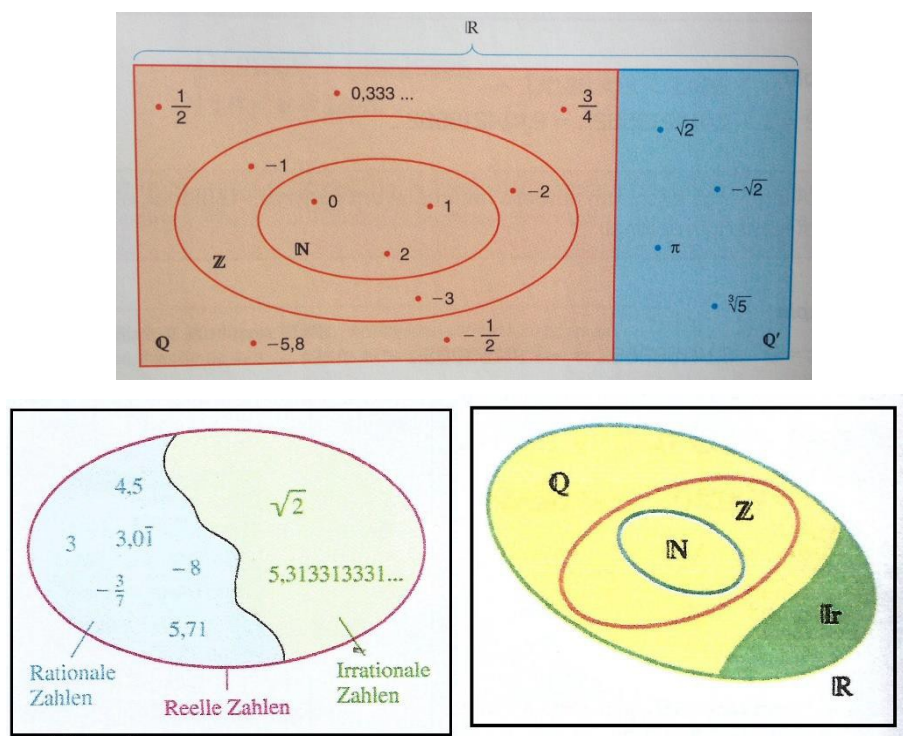 ℝ
1/2
0,333 ...
3/4
√2
−1
−√2
−2
0
1
ℕ
π
2
ℤ
−3
∛5
ℚ
−5,8
−1/2
ℚ′
4,5
√2
3
3,01̅
−8
5,313313331...
−3/7
5,71
Rationale
Zahlen
Irrationale
Zahlen
Reelle Zahlen
ℚ
ℤ
ℕ
𝕀r
ℝ